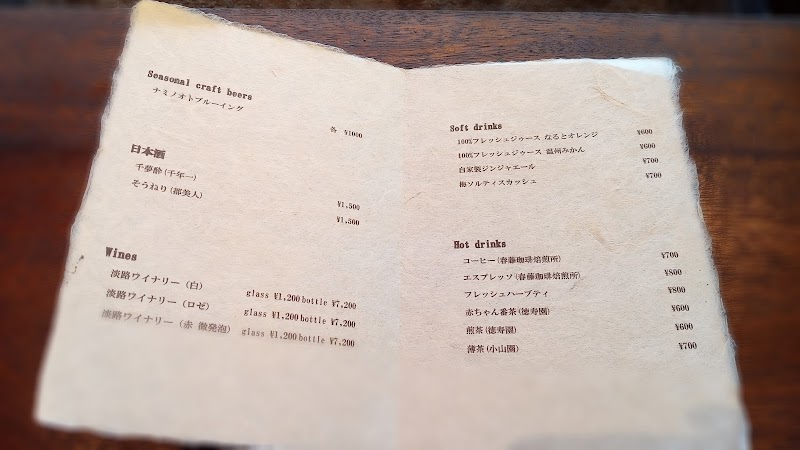 Seasonal craft beers
ナミノオトブルーイング
各 ¥1000
日本酒
千夢酔(千年一)
¥1,500
そうねり(都美人)
¥1,500
Wines
淡路ワイナリー(白) glass ¥1,200 bottle ¥7,200
淡路ワイナリー(ロゼ) glass ¥1,200 bottle ¥7,200
淡路ワイナリー(赤 微発泡) glass ¥1,200 bottle ¥7,200
Soft drinks
100%フレッシュジュース なるとオレンジ ¥600
100%フレッシュジュース 温州みかん ¥600
自家製ジンジャエール ¥700
梅ソルティスカッシュ ¥700
Hot drinks
コーヒー(春藤珈琲焙煎所) ¥700
エスプレッソ(春藤珈琲焙煎所) ¥800
フレッシュハーブティ ¥800
赤ちゃん番茶(徳寿園) ¥600
煎茶(徳寿園) ¥600
薄茶(小山園) ¥700